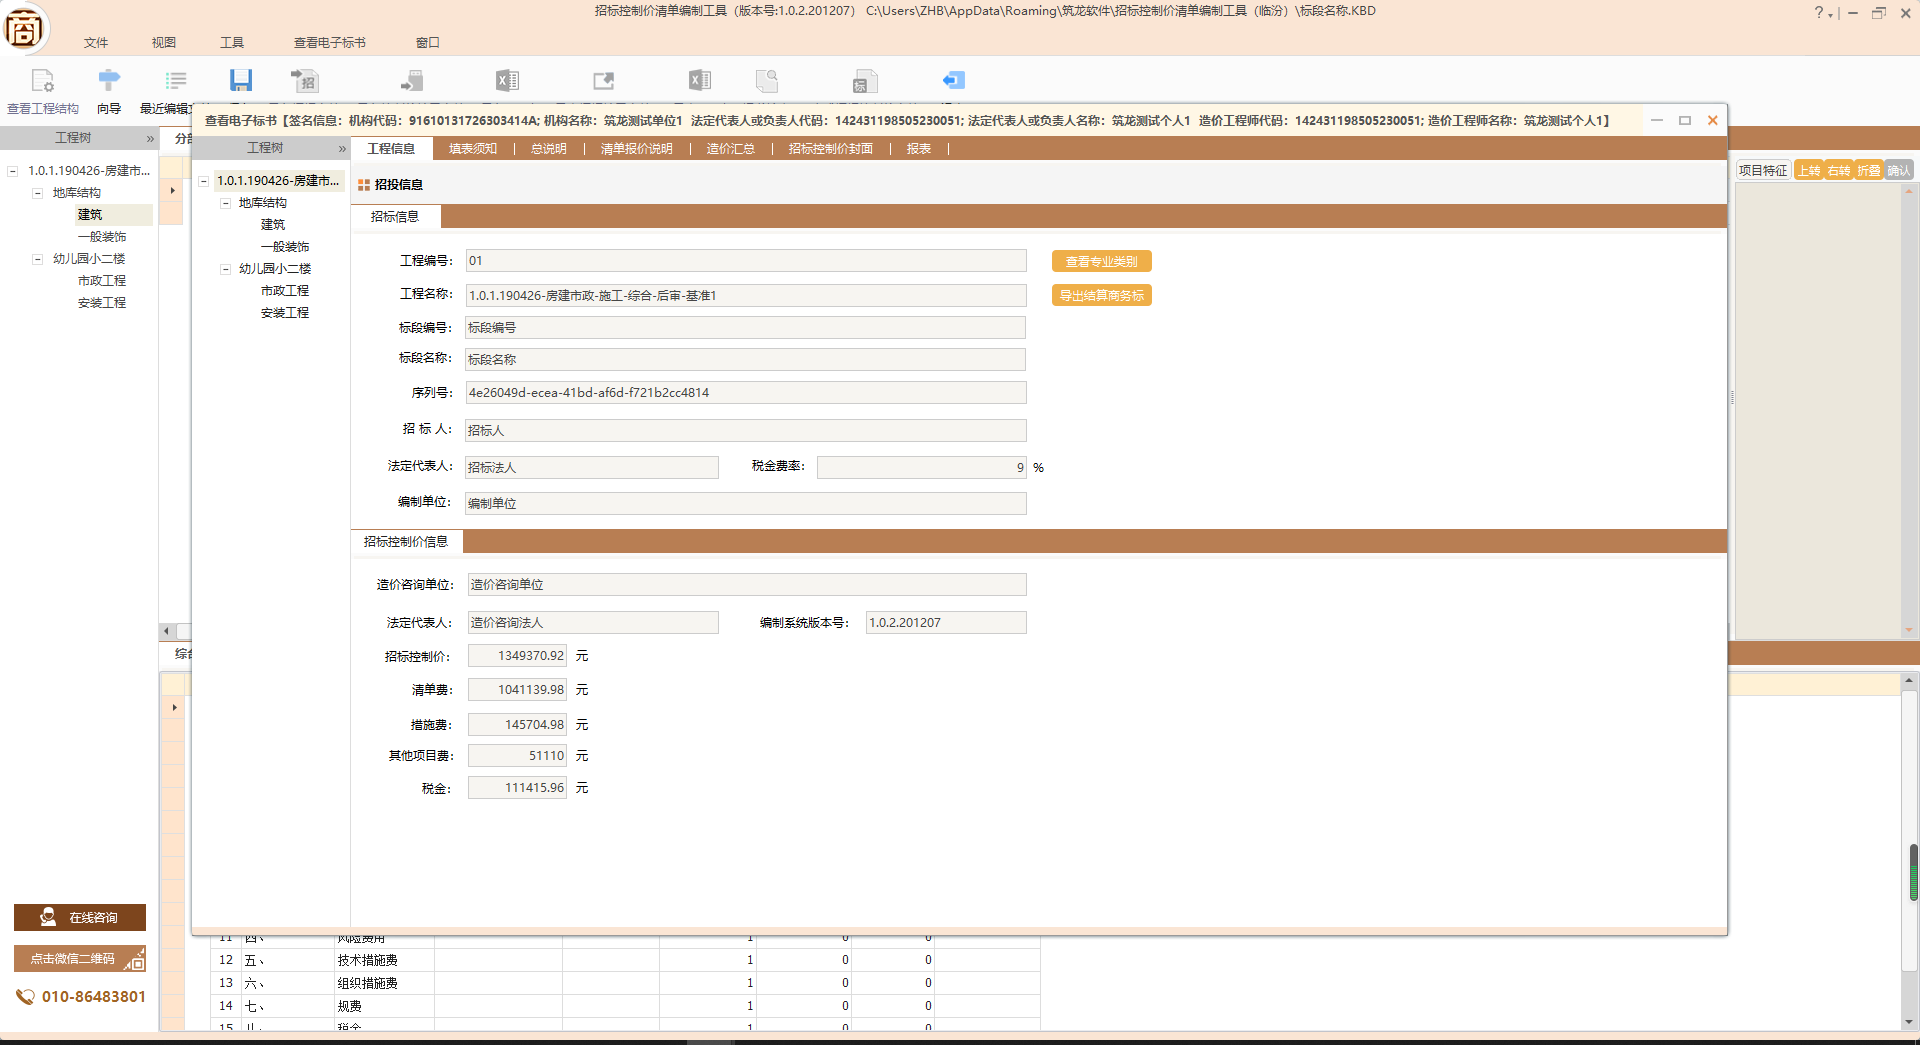 招标控制价清单编制工具（版本号:1.0.2.201207） C:\Users\ZHB\AppData\Roaming\筑龙软件\招标控制价清单编制工具（临汾）\标段名称.KBD
商
文件 视图 工具 查看电子标书 窗口
查看工程结构 向导 最近编辑
查看电子标书【签名信息：机构代码：91610131726303414A; 机构名称：筑龙测试单位1 法定代表人或负责人代码：142431198505230051; 法定代表人或负责人名称：筑龙测试个人1 造价工程师代码：142431198505230051; 造价工程师名称：筑龙测试个人1】
工程树 »
1.0.1.190426-房建市...
地库结构
建筑
一般装饰
幼儿园小二楼
市政工程
安装工程
工程树 »
1.0.1.190426-房建市...
地库结构
建筑
一般装饰
幼儿园小二楼
市政工程
安装工程
工程信息 填表须知 | 总说明 | 清单报价说明 | 造价汇总 | 招标控制价封面 | 报表 |
项目特征 上转 右转 折叠 确认
招投信息
招标信息
工程编号： 01 查看专业类别
工程名称： 1.0.1.190426-房建市政-施工-综合-后审-基准1 导出结算商务标
标段编号： 标段编号
标段名称： 标段名称
序列号： 4e26049d-ecea-41bd-af6d-f721b2cc4814
招 标 人： 招标人
法定代表人： 招标法人 税金费率： 9 %
编制单位： 编制单位
招标控制价信息
造价咨询单位： 造价咨询单位
法定代表人： 造价咨询法人 编制系统版本号： 1.0.2.201207
招标控制价： 1349370.92 元
清单费： 1041139.98 元
措施费： 145704.98 元
其他项目费： 51110 元
税金： 111415.96 元
11 四、 风险费用 1 0 0
12 五、 技术措施费 1 0 0
13 六、 组织措施费 1 0 0
14 七、 规费 1 0 0
15 八、 税金 1 0 0
在线咨询
点击微信二维码
010-86483801